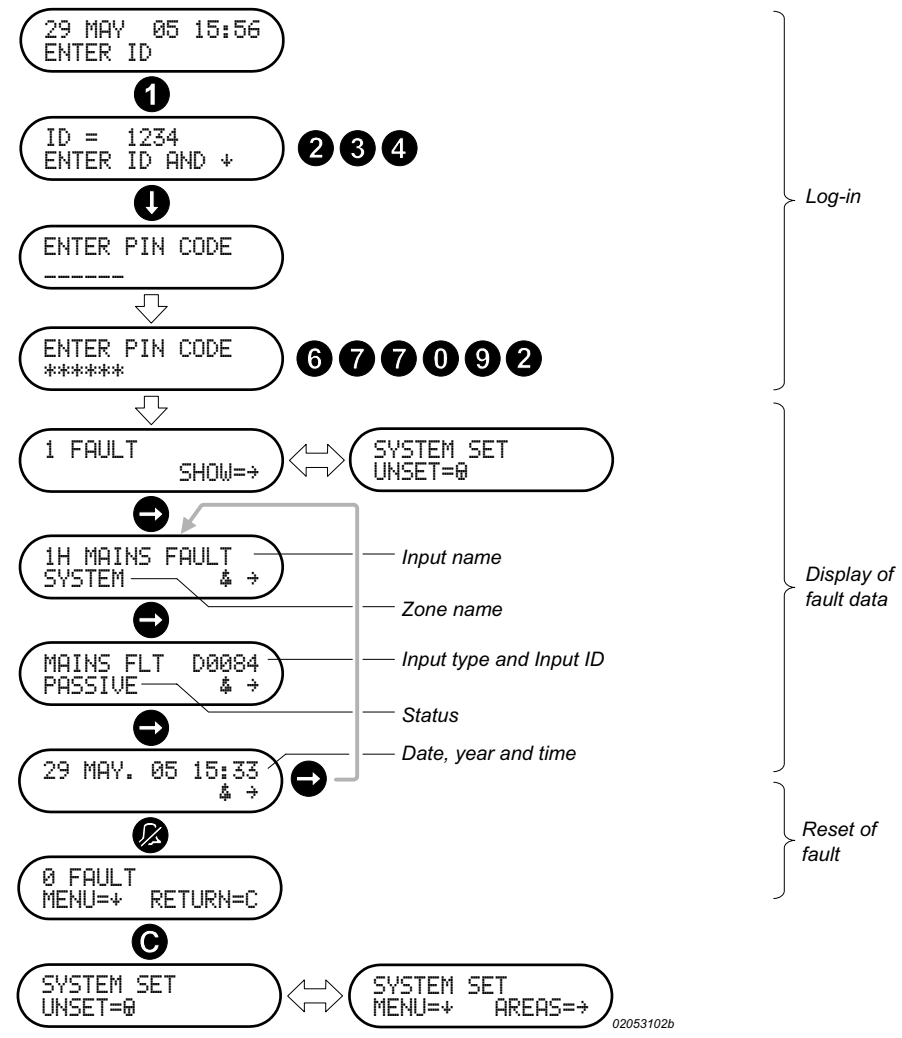 29 MAY 05 15:56
ENTER ID
1
ID = 1234
ENTER ID AND ↓
2 3 4
Log-in
↓
ENTER PIN CODE
______
ENTER PIN CODE
******
6 7 7 0 9 2
1 FAULT
SHOW=→
SYSTEM SET
UNSET=0
→
1H MAINS FAULT
SYSTEM & →
Input name
Zone name
Display of
fault data
→
MAINS FLT D0084
PASSIVE & →
Input type and Input ID
Status
→
29 MAY. 05 15:33
& →
Date, year and time
→
Reset of
fault
0 FAULT
MENU=↓ RETURN=C
C
SYSTEM SET
UNSET=0
SYSTEM SET
MENU=↓ AREAS=→
02053102b